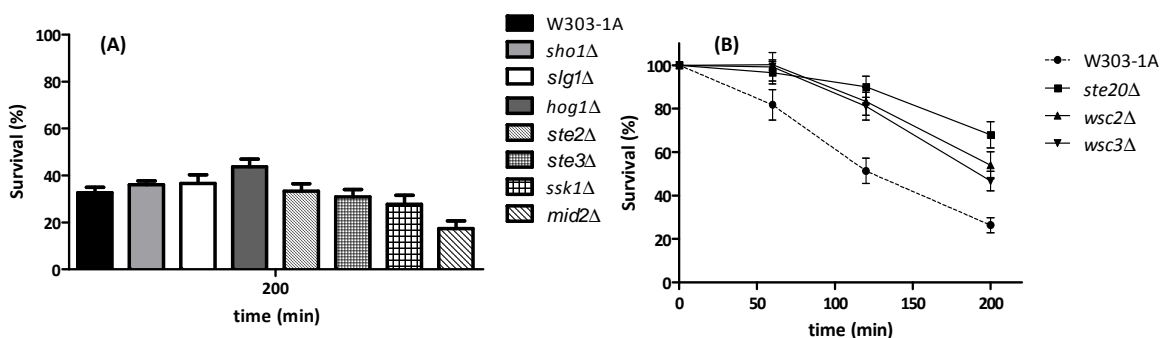 (A)
100
80
60
40
20
0
Survival (%)
200
time (min)
W303-1A
sho1Δ
slg1Δ
hog1Δ
ste2Δ
ste3Δ
ssk1Δ
mid2Δ
(B)
100
80
60
40
20
0
Survival (%)
0 50 100 150 200
time (min)
W303-1A
ste20Δ
wsc2Δ
wsc3Δ